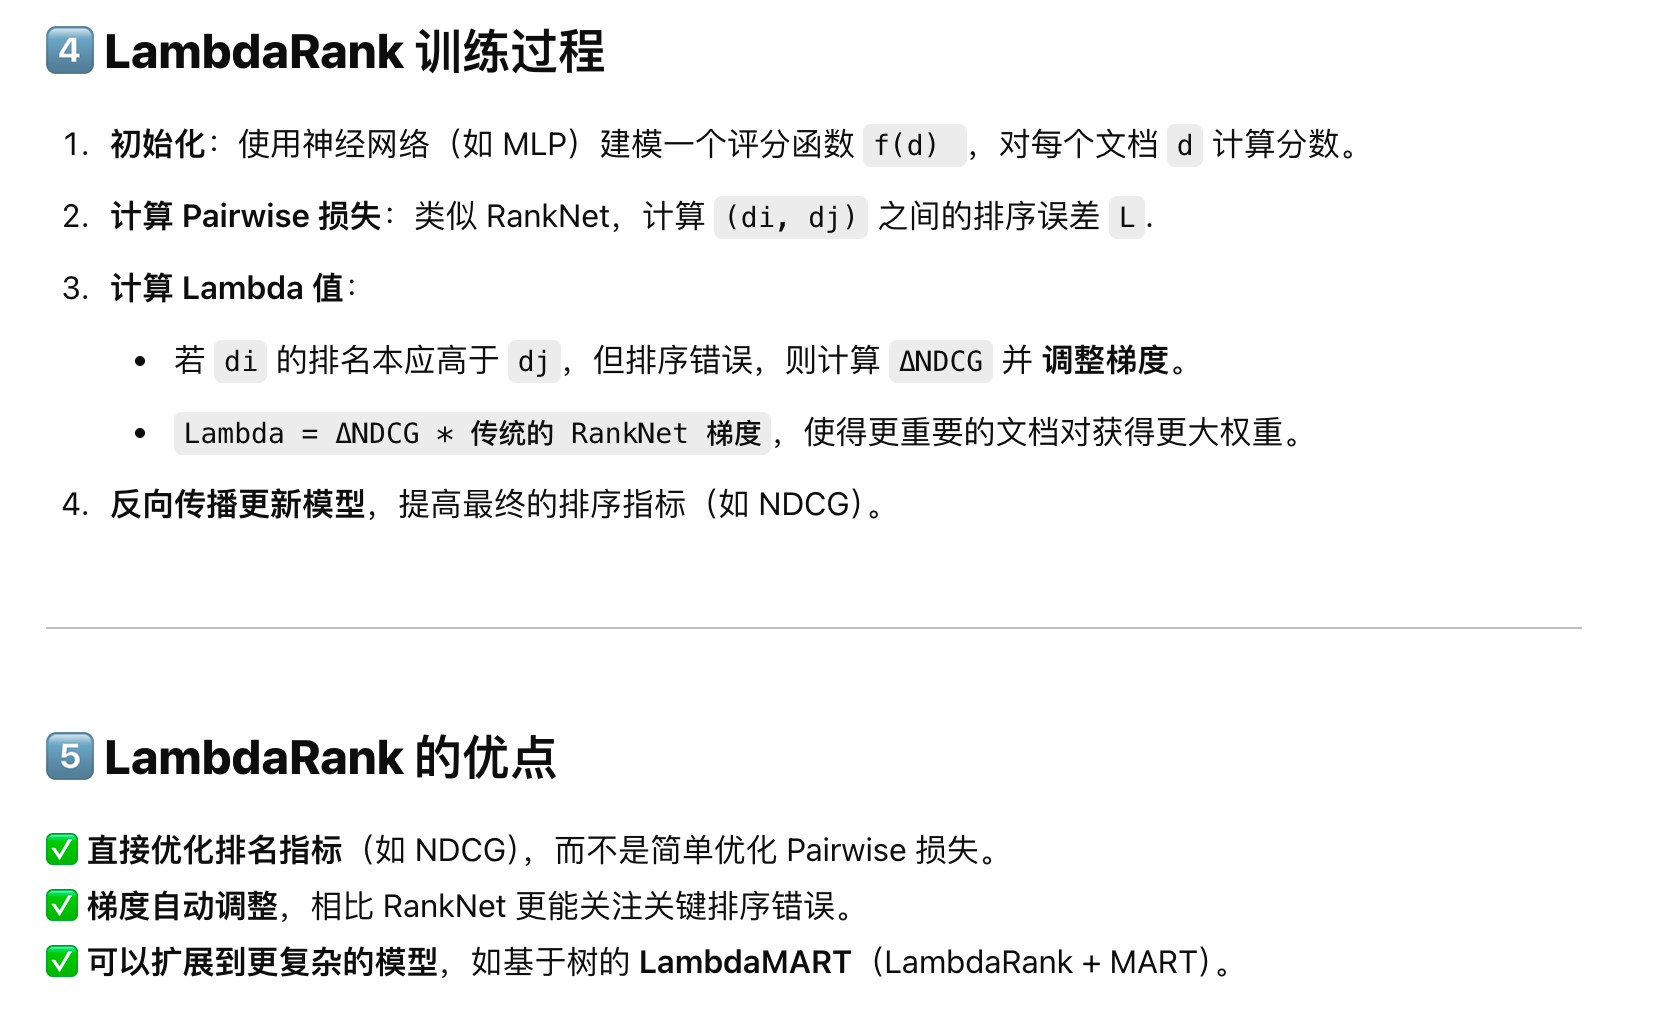 4️⃣ LambdaRank 训练过程
1. 初始化：使用神经网络（如 MLP）建模一个评分函数 f(d) ，对每个文档 d 计算分数。
2. 计算 Pairwise 损失：类似 RankNet，计算 (di, dj) 之间的排序误差 L.
3. 计算 Lambda 值：
• 若 di 的排名本应高于 dj，但排序错误，则计算 ΔNDCG 并 调整梯度。
• Lambda = ΔNDCG * 传统的 RankNet 梯度，使得更重要的文档对获得更大权重。
4. 反向传播更新模型，提高最终的排序指标（如 NDCG）。
5️⃣ LambdaRank 的优点
✅ 直接优化排名指标（如 NDCG），而不是简单优化 Pairwise 损失。
✅ 梯度自动调整，相比 RankNet 更能关注关键排序错误。
✅ 可以扩展到更复杂的模型，如基于树的 LambdaMART（LambdaRank + MART）。